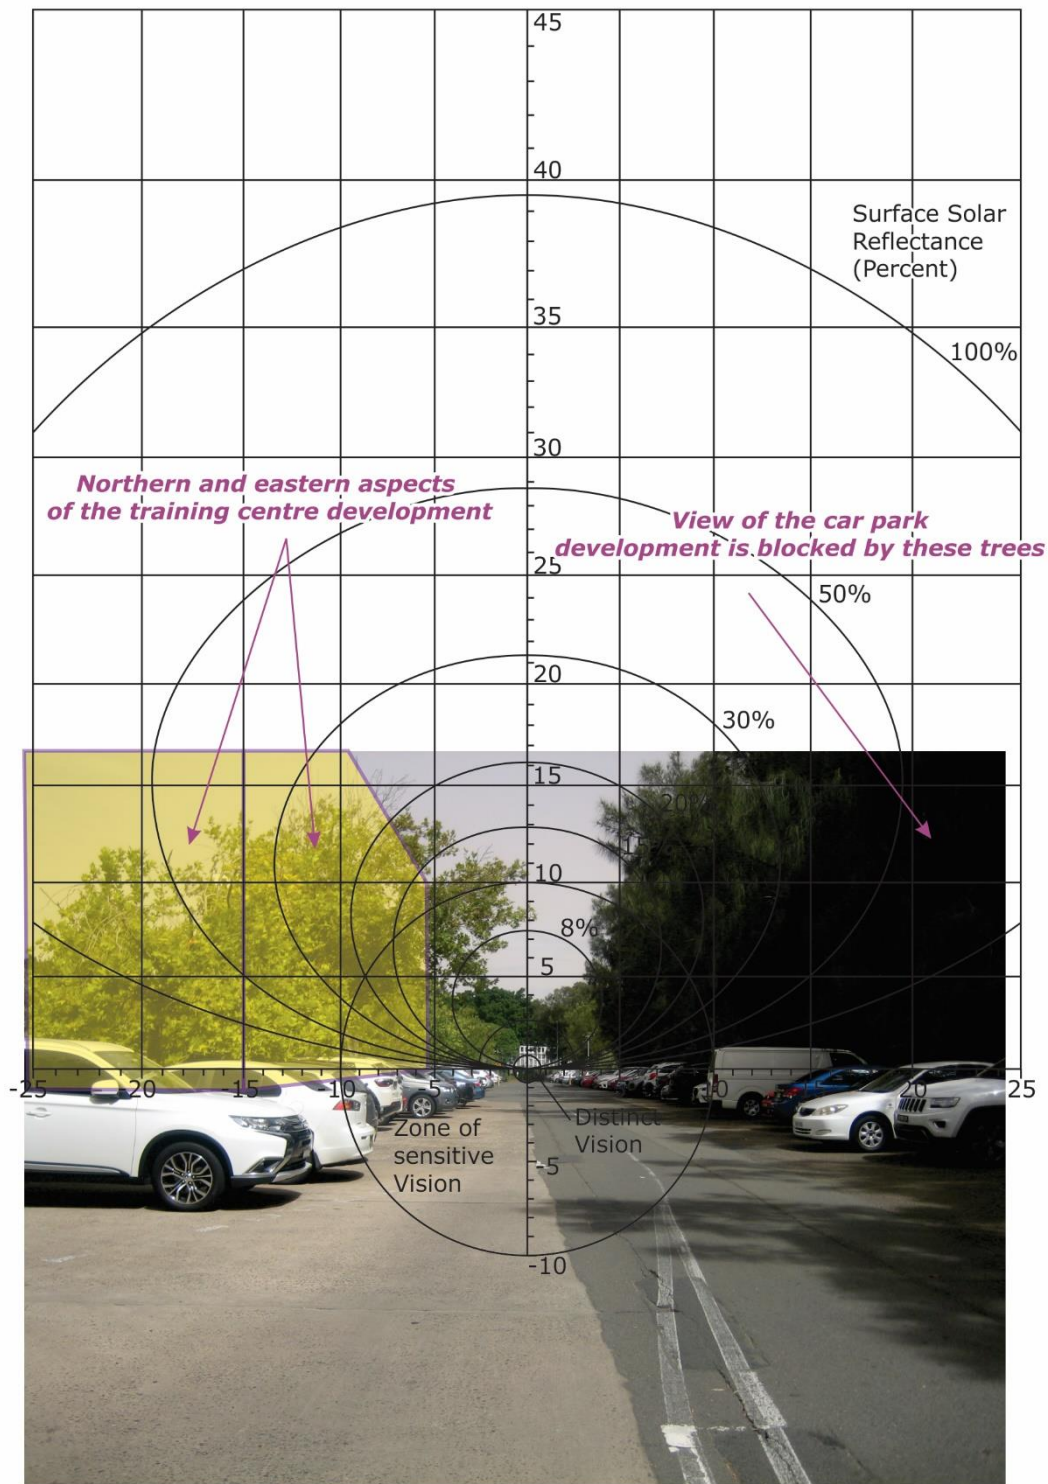 45
40
Surface Solar
Reflectance
(Percent)
35
100%
30
Northern and eastern aspects
of the training centre development
View of the car park
development is blocked by these trees
25
50%
20
30%
15
20%
10
8%
5
-25
-20
-15
-10
-5
5
10
15
20
25
Zone of
sensitive
Vision
Distinct
Vision
-5
-10